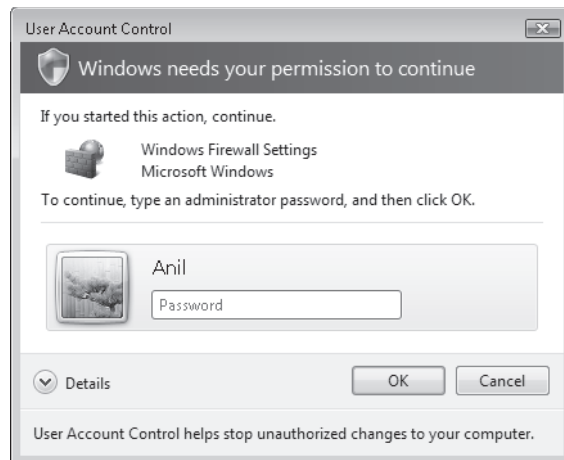 User Account Control
Windows needs your permission to continue
If you started this action, continue.
Windows Firewall Settings
Microsoft Windows
To continue, type an administrator password, and then click OK.
Anil
Password
Details
OK
Cancel
User Account Control helps stop unauthorized changes to your computer.